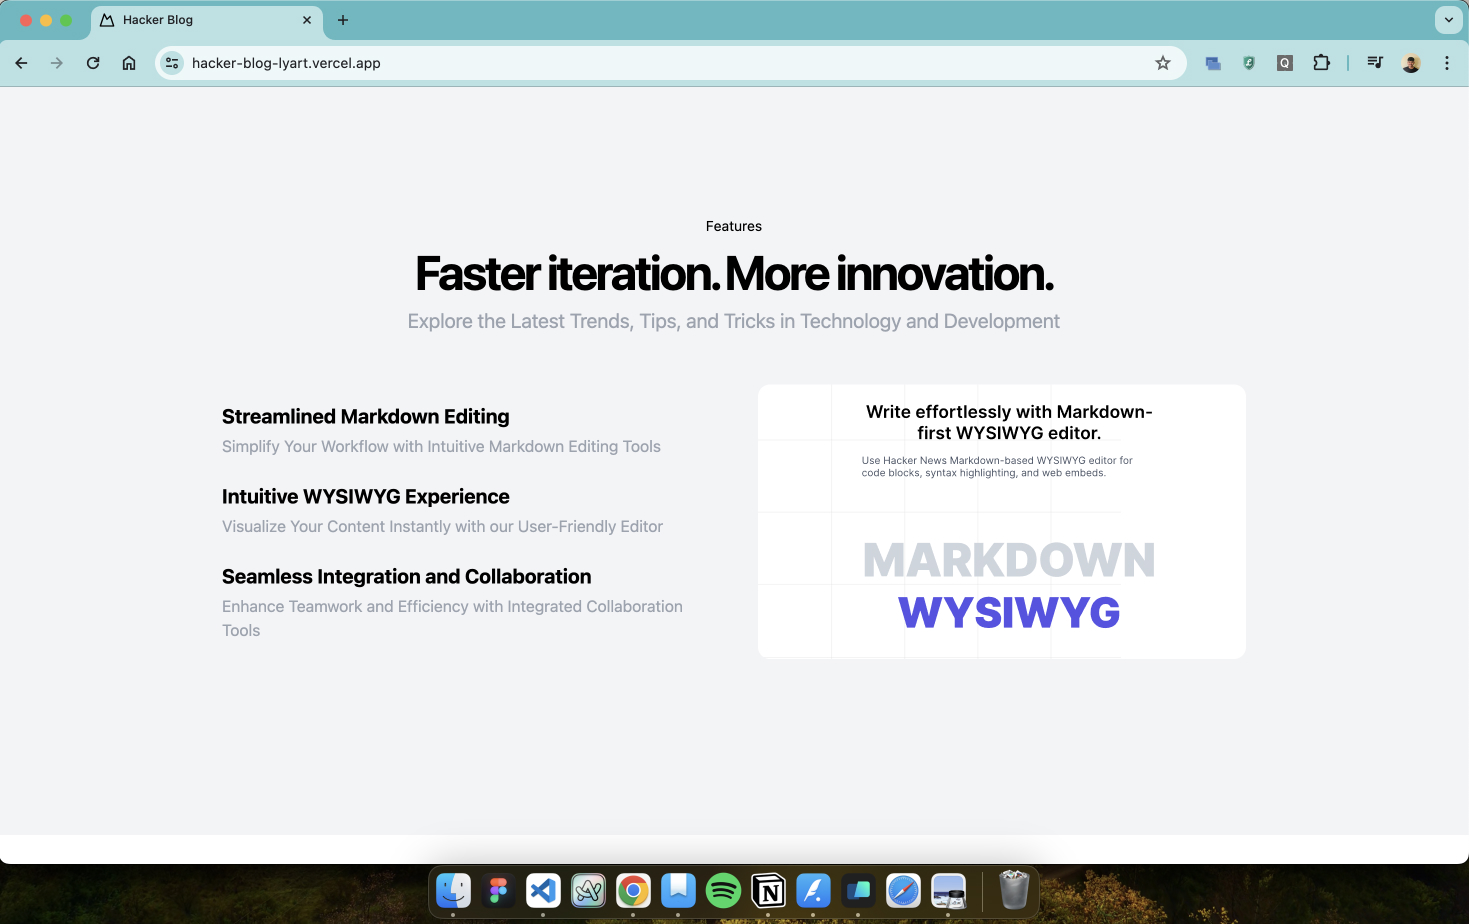 Hacker Blog
hacker-blog-lyart.vercel.app
Features
Faster iteration. More innovation.
Explore the Latest Trends, Tips, and Tricks in Technology and Development
Streamlined Markdown Editing
Simplify Your Workflow with Intuitive Markdown Editing Tools
Intuitive WYSIWYG Experience
Visualize Your Content Instantly with our User-Friendly Editor
Seamless Integration and Collaboration
Enhance Teamwork and Efficiency with Integrated Collaboration
Tools
Write effortlessly with Markdown-
first WYSIWYG editor.
Use Hacker News Markdown-based WYSIWYG editor for
code blocks, syntax highlighting, and web embeds.
MARKDOWN
WYSIWYG